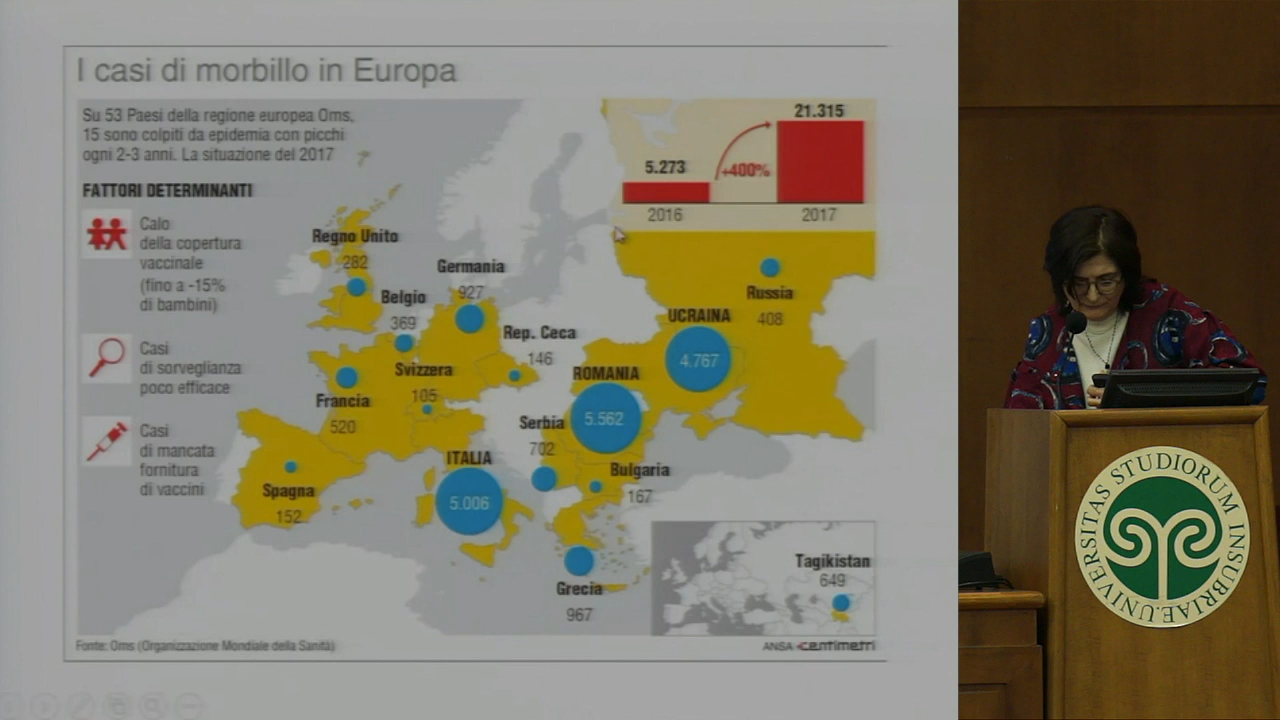 I casi di morbillo in Europa
Su 53 Paesi della regione europea Oms,
15 sono colpiti da epidemia con picchi
ogni 2-3 anni. La situazione del 2017
FATTORI DETERMINANTI
Calo
della copertura
vaccinale
(fino a -15%
di bambini)
Casi
di sorveglianza
poco efficace
Casi
di mancata
fornitura
di vaccini
21.315
5.273
+400%
2016
2017
Regno Unito
282
Germania
927
Belgio
369
Rep. Ceca
146
Svizzera
105
Francia
520
Russia
408
UCRAINA
4.767
ROMANIA
5.562
Serbia
702
ITALIA
5.006
Bulgaria
167
Spagna
152
Grecia
967
Tagikistan
649
Fonte: Oms (Organizzazione Mondiale della Sanità)
ANSA centimetri
UNIVERSITAS STUDIORUM INSUBRIAE